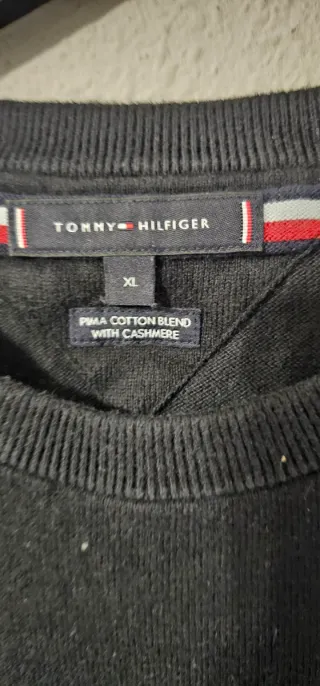 TOMMY HILFIGER
XL
PIMA COTTON BLEND
WITH CASHMERE